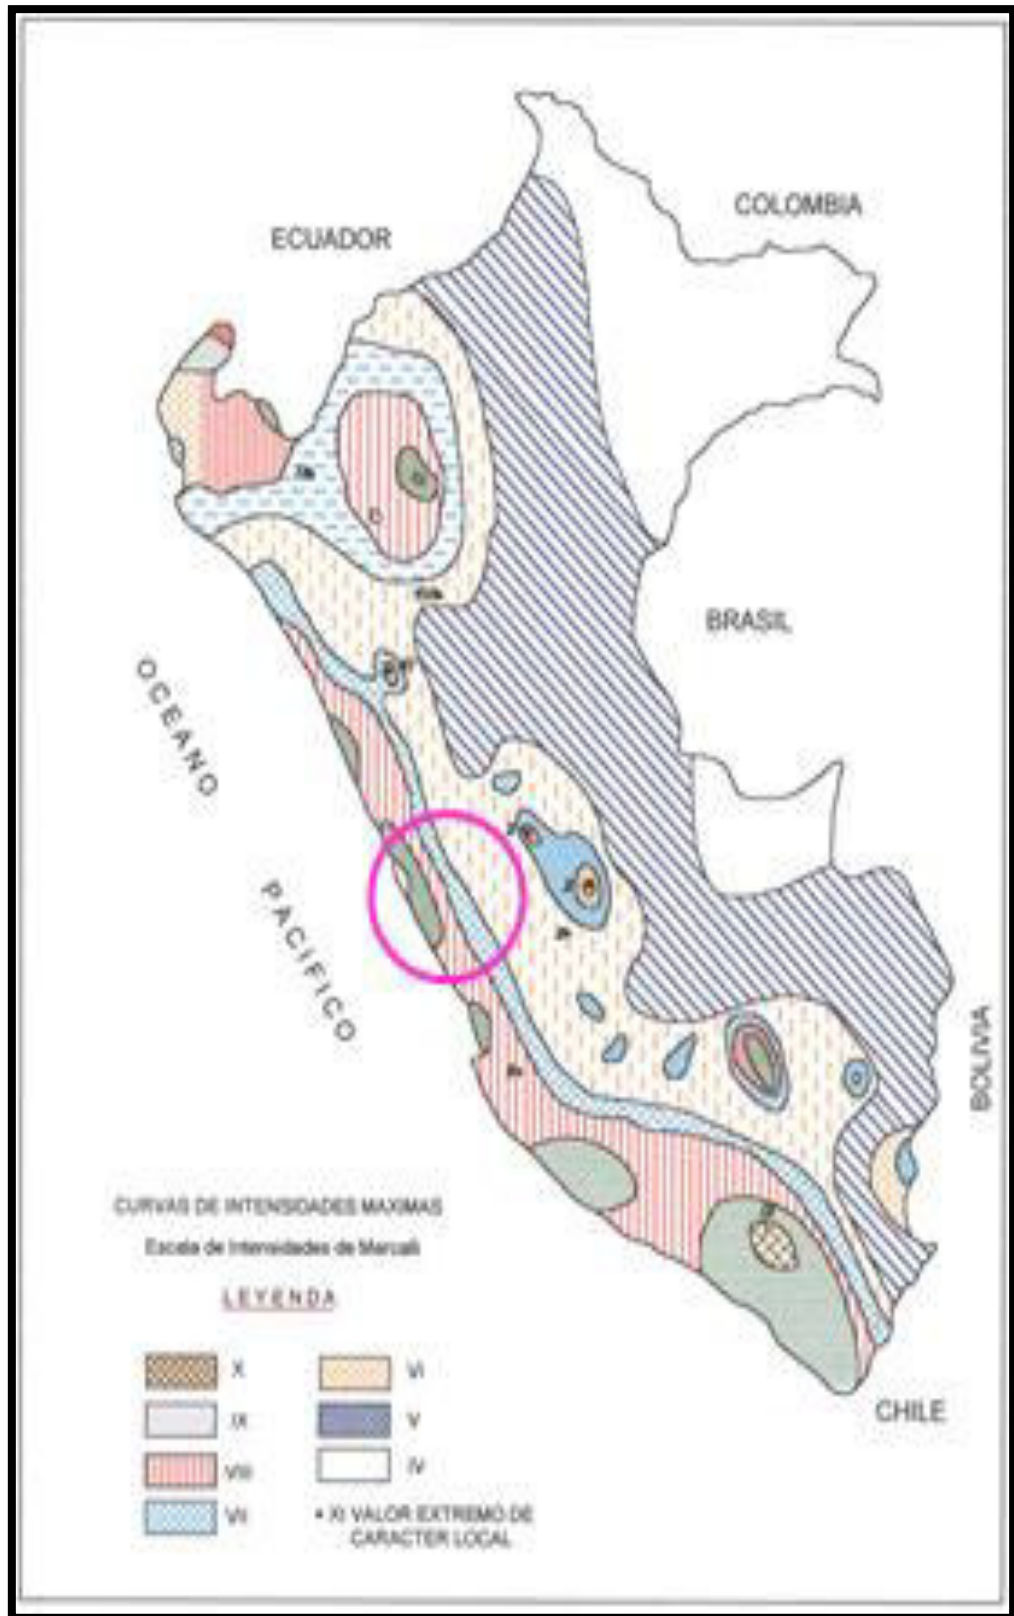 COLOMBIA
ECUADOR
BRASIL
OCEANO
PACIFICO
BOLIVIA
CHILE
CURVAS DE INTENSIDADES MAXIMAS
Escala de Intensidades de Marcalli
LEYENDA
X
VI
IX
V
VIII
IV
VII
• XI VALOR EXTREMO DE
CARACTER LOCAL